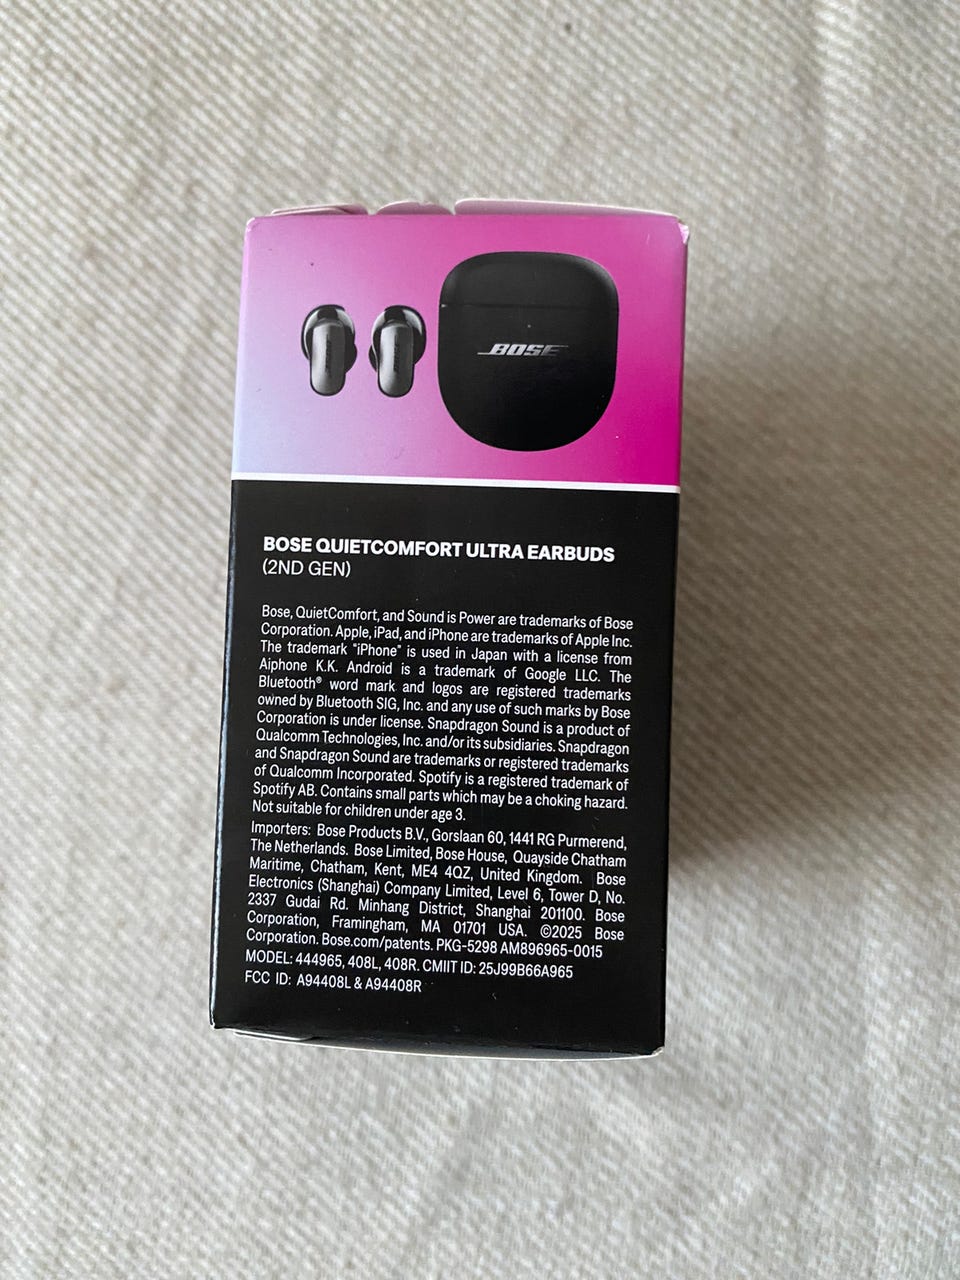 BOSE
BOSE QUIETCOMFORT ULTRA EARBUDS
(2ND GEN)
Bose, QuietComfort, and Sound is Power are trademarks of Bose
Corporation. Apple, iPad, and iPhone are trademarks of Apple Inc.
The trademark "iPhone" is used in Japan with a license from
Aiphone K.K. Android is a trademark of Google LLC. The
Bluetooth® word mark and logos are registered trademarks
owned by Bluetooth SIG, Inc. and any use of such marks by Bose
Corporation is under license. Snapdragon Sound is a product of
Qualcomm Technologies, Inc. and/or its subsidiaries. Snapdragon
and Snapdragon Sound are trademarks or registered trademarks
of Qualcomm Incorporated. Spotify is a registered trademark of
Spotify AB. Contains small parts which may be a choking hazard.
Not suitable for children under age 3.
Importers: Bose Products B.V., Gorslaan 60, 1441 RG Purmerend,
The Netherlands. Bose Limited, Bose House, Quayside Chatham
Maritime, Chatham, Kent, ME4 4QZ, United Kingdom. Bose
Electronics (Shanghai) Company Limited, Level 6, Tower D, No.
2337 Gudai Rd. Minhang District, Shanghai 201100. Bose
Corporation, Framingham, MA 01701 USA. ©2025 Bose
Corporation. Bose.com/patents. PKG-5298 AM896965-0015
MODEL: 444965, 408L, 408R. CMIIT ID: 25J99B66A965
FCC ID: A94408L & A94408R